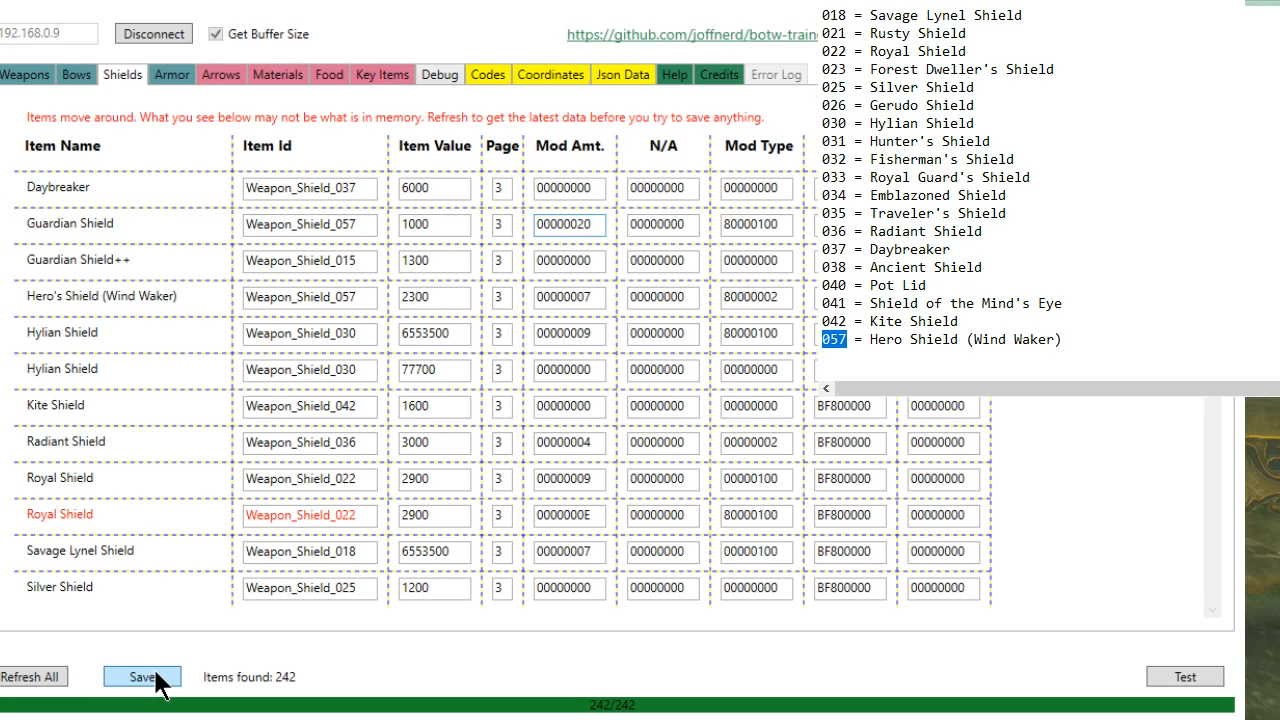 192.168.0.9 Disconnect Get Buffer Size https://github.com/joffnerd/botw-train
Weapons Bows Shields Armor Arrows Materials Food Key Items Debug Codes Coordinates Json Data Help Credits Error Log
Items move around. What you see below may not be what is in memory. Refresh to get the latest data before you try to save anything.
Item Name Item Id Item Value Page Mod Amt. N/A Mod Type
Daybreaker Weapon_Shield_037 6000 3 00000000 00000000 00000000
Guardian Shield Weapon_Shield_057 1000 3 00000020 00000000 80000100
Guardian Shield++ Weapon_Shield_015 1300 3 00000000 00000000 00000000
Hero's Shield (Wind Waker) Weapon_Shield_057 2300 3 00000007 00000000 80000002
Hylian Shield Weapon_Shield_030 6553500 3 00000009 00000000 80000100
Hylian Shield Weapon_Shield_030 77700 3 00000000 00000000 00000000
Kite Shield Weapon_Shield_042 1600 3 00000000 00000000 00000000 BF800000 00000000
Radiant Shield Weapon_Shield_036 3000 3 00000004 00000000 00000002 BF800000 00000000
Royal Shield Weapon_Shield_022 2900 3 00000009 00000000 00000100 BF800000 00000000
Royal Shield Weapon_Shield_022 2900 3 0000000E 00000000 80000100 BF800000 00000000
Savage Lynel Shield Weapon_Shield_018 6553500 3 00000007 00000000 00000100 BF800000 00000000
Silver Shield Weapon_Shield_025 1200 3 00000000 00000000 00000000 BF800000 00000000
Refresh All Save Items found: 242 Test
242/242
018 = Savage Lynel Shield
021 = Rusty Shield
022 = Royal Shield
023 = Forest Dweller's Shield
025 = Silver Shield
026 = Gerudo Shield
030 = Hylian Shield
031 = Hunter's Shield
032 = Fisherman's Shield
033 = Royal Guard's Shield
034 = Emblazoned Shield
035 = Traveler's Shield
036 = Radiant Shield
037 = Daybreaker
038 = Ancient Shield
040 = Pot Lid
041 = Shield of the Mind's Eye
042 = Kite Shield
057 = Hero Shield (Wind Waker)